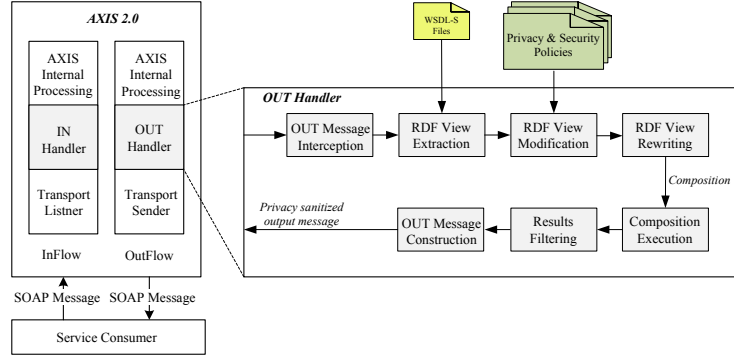 AXIS 2.0
AXIS
Internal
Processing
AXIS
Internal
Processing
IN
Handler
OUT
Handler
Transport
Listner
Transport
Sender
InFlow
OutFlow
SOAP Message
SOAP Message
Service Consumer
WSDL-S
Files
Privacy & Security
Policies
OUT Handler
OUT Message
Interception
RDF View
Extraction
RDF View
Modification
RDF View
Rewriting
Composition
Privacy sanitized
output message
OUT Message
Construction
Results
Filtering
Composition
Execution